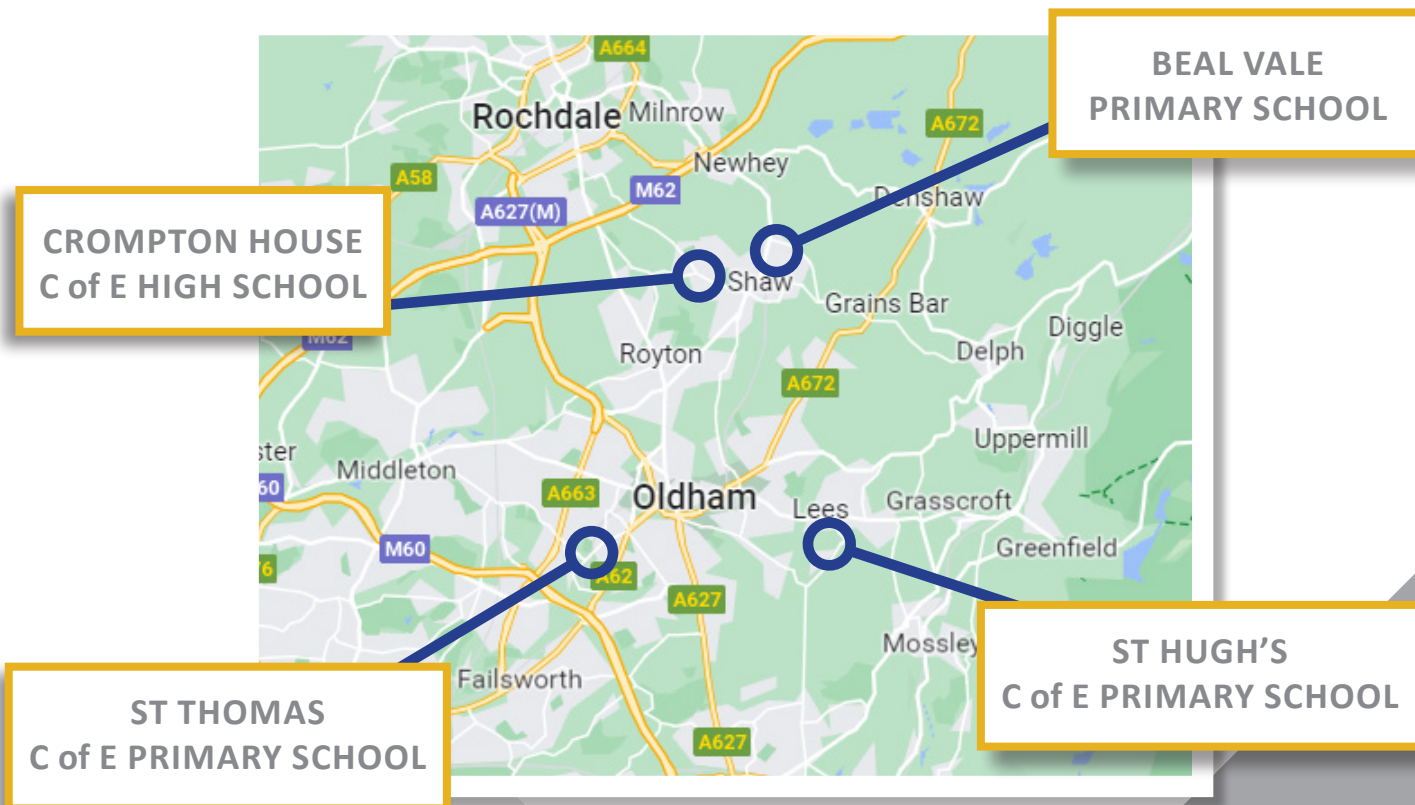 BEAL VALE
PRIMARY SCHOOL
A664
Rochdale
Milnrow
A672
Newhey
A58
M62
Denshaw
A627(M)
CROMPTON HOUSE
C of E HIGH SCHOOL
Shaw
Grains Bar
M62
Diggle
Royton
Delph
A672
Uppermill
ster
Middleton
60
A663
Oldham
Lees
Grasscroft
M60
Greenfield
6
A62
A627
Mossley
ST HUGH'S
C of E PRIMARY SCHOOL
Failsworth
ST THOMAS
C of E PRIMARY SCHOOL
A627